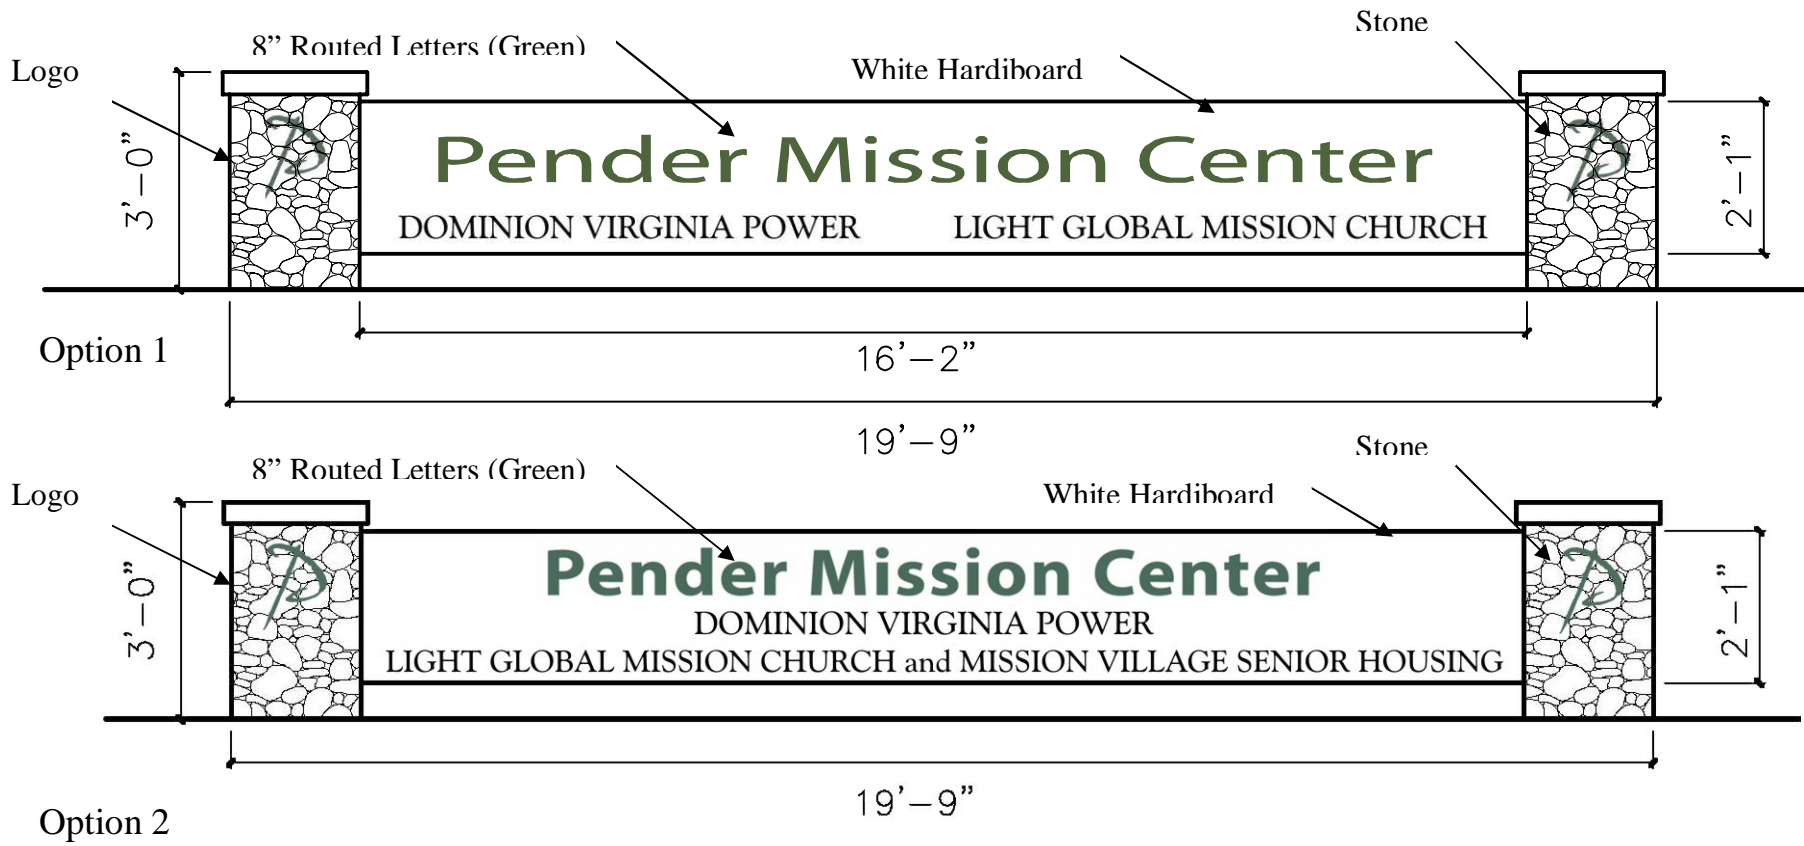 Stone
8” Routed Letters (Green)
White Hardiboard
Logo
3’-0”
Pender Mission Center
DOMINION VIRGINIA POWER LIGHT GLOBAL MISSION CHURCH
2’-1”
Option 1
16’-2”
19’-9”
Stone
8” Routed Letters (Green)
White Hardiboard
Logo
3’-0”
Pender Mission Center
DOMINION VIRGINIA POWER
LIGHT GLOBAL MISSION CHURCH and MISSION VILLAGE SENIOR HOUSING
2’-1”
19’-9”
Option 2